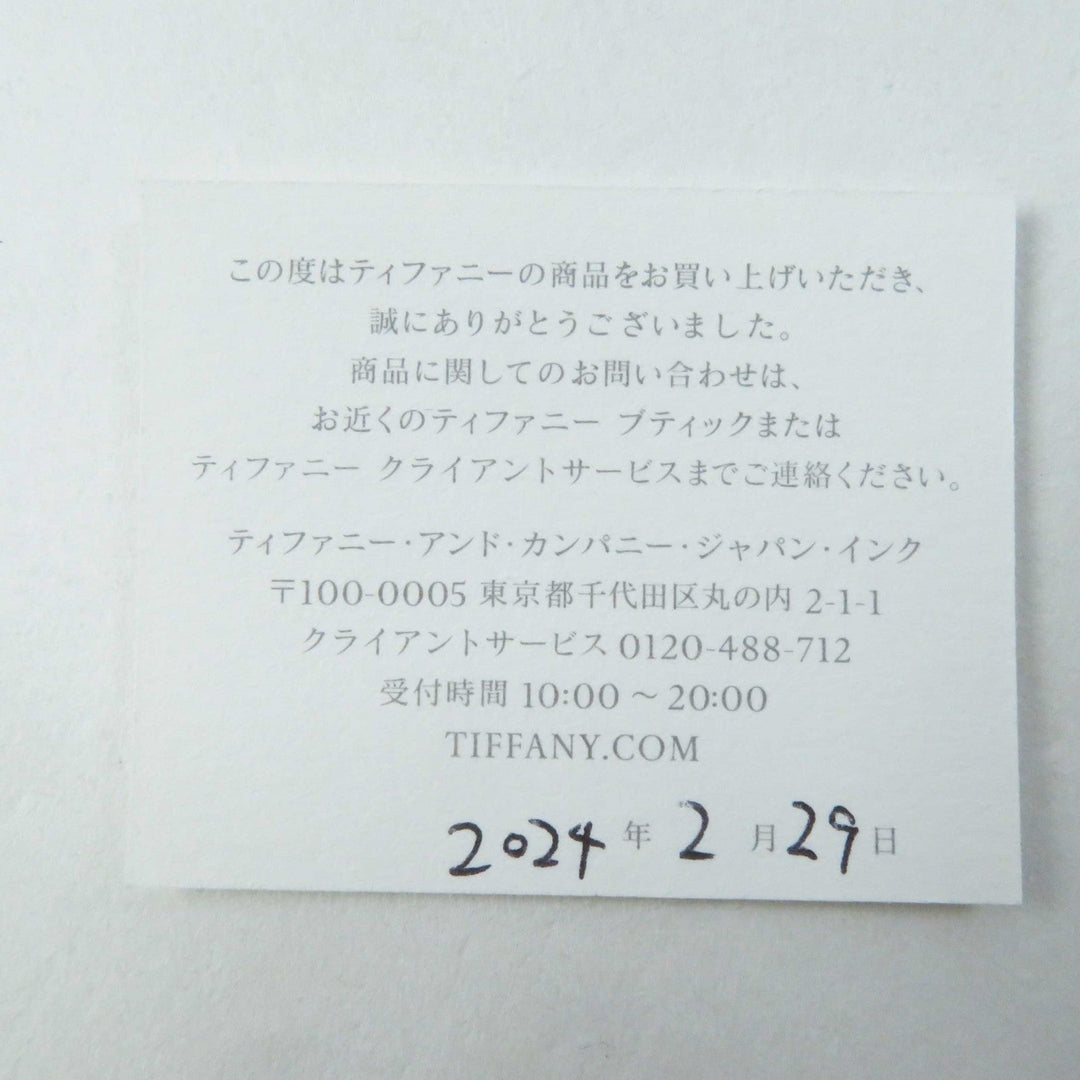 この度はティファニーの商品をお買い上げいただき、
誠にありがとうございました。
商品に関してのお問い合わせは、
お近くのティファニー ブティックまたは
ティファニー クライアントサービスまでご連絡ください。
ティファニー・アンド・カンパニー・ジャパン・インク
〒100-0005 東京都千代田区丸の内 2-1-1
クライアントサービス 0120-488-712
受付時間 10:00 ～ 20:00
TIFFANY.COM
2024 年 2 月 29 日